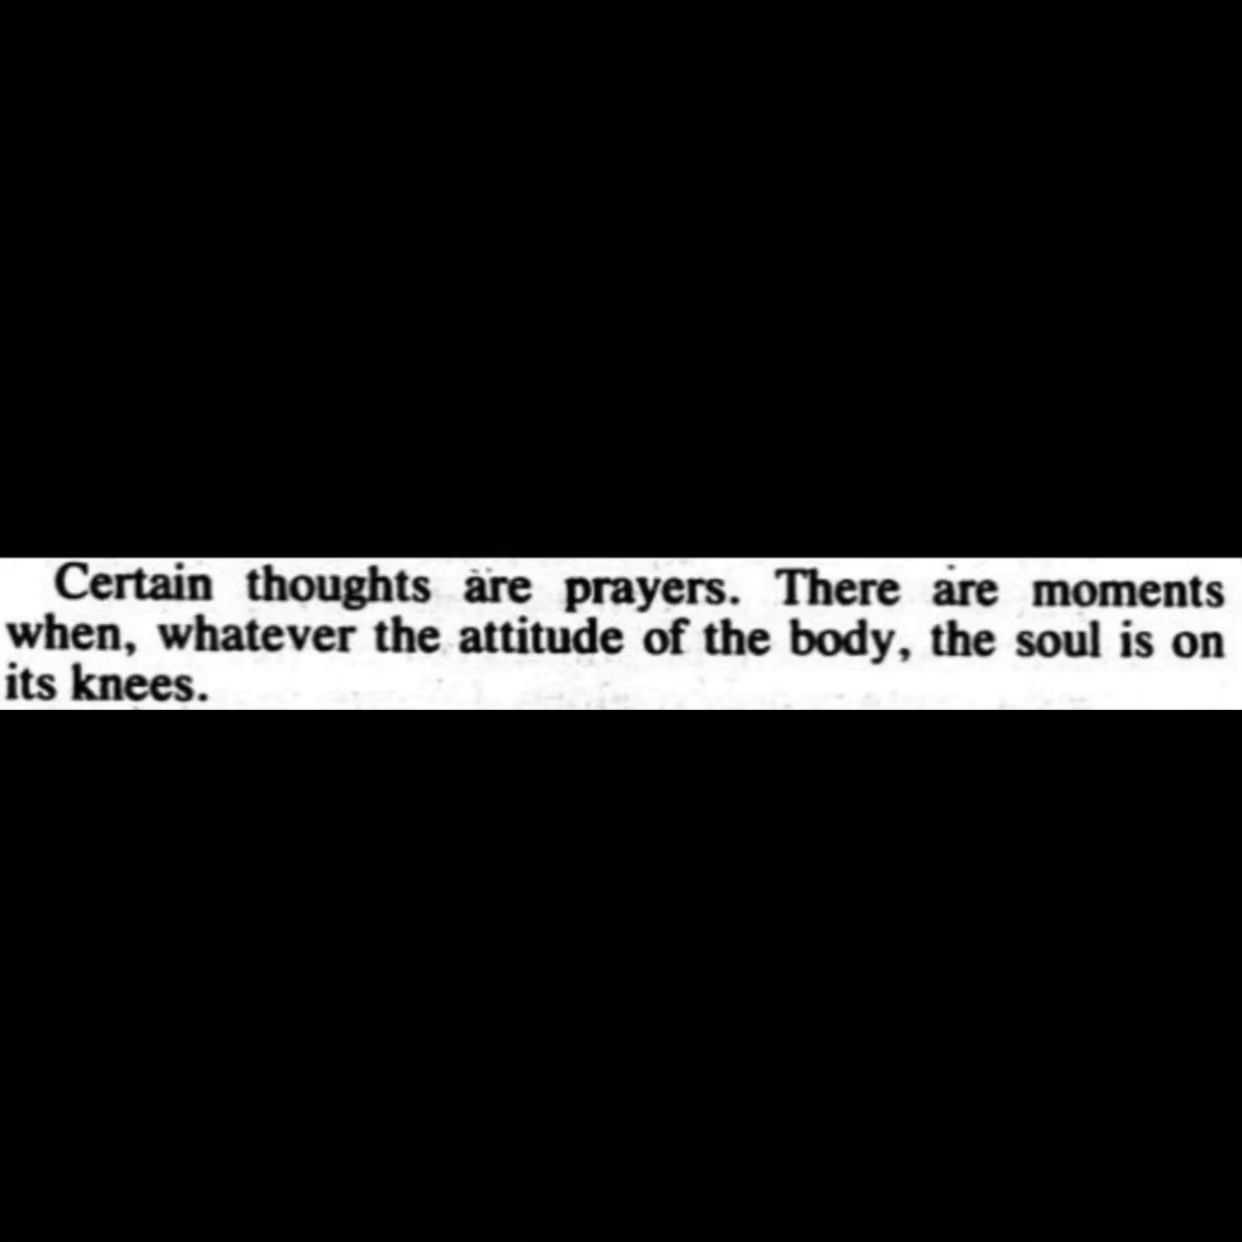 Certain thoughts are prayers. There are moments
when, whatever the attitude of the body, the soul is on
its knees.